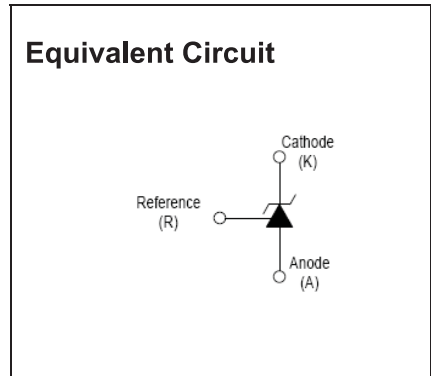 Equivalent Circuit
Cathode
(K)
Reference
(R)
Anode
(A)